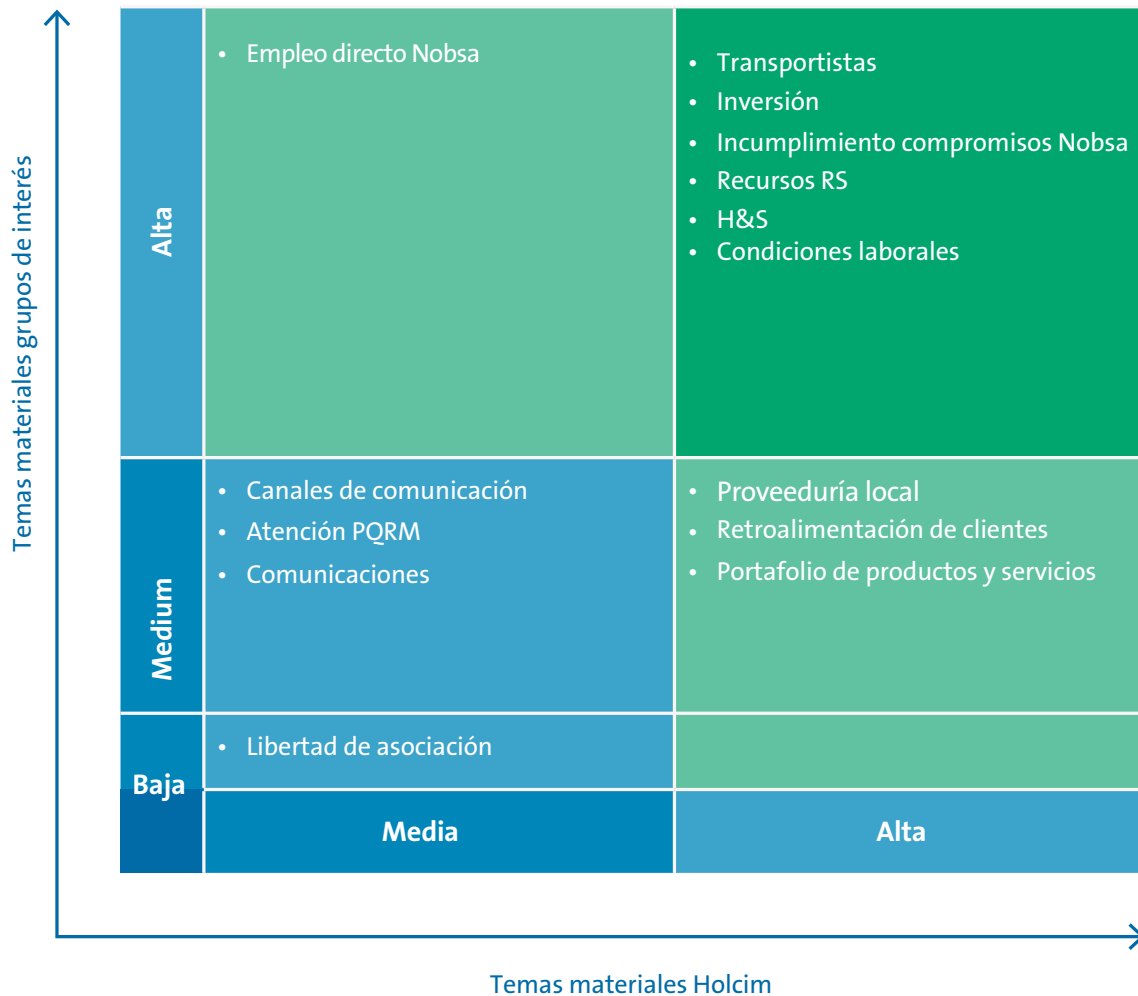 Temas materiales grupos de interés
Alta
• Empleo directo Nobsa
• Transportistas
• Inversión
• Incumplimiento compromisos Nobsa
• Recursos RS
• H&S
• Condiciones laborales
Medium
• Canales de comunicación
• Atención PQRM
• Comunicaciones
• Proveeduría local
• Retroalimentación de clientes
• Portafolio de productos y servicios
Baja
• Libertad de asociación
Media
Alta
Temas materiales Holcim